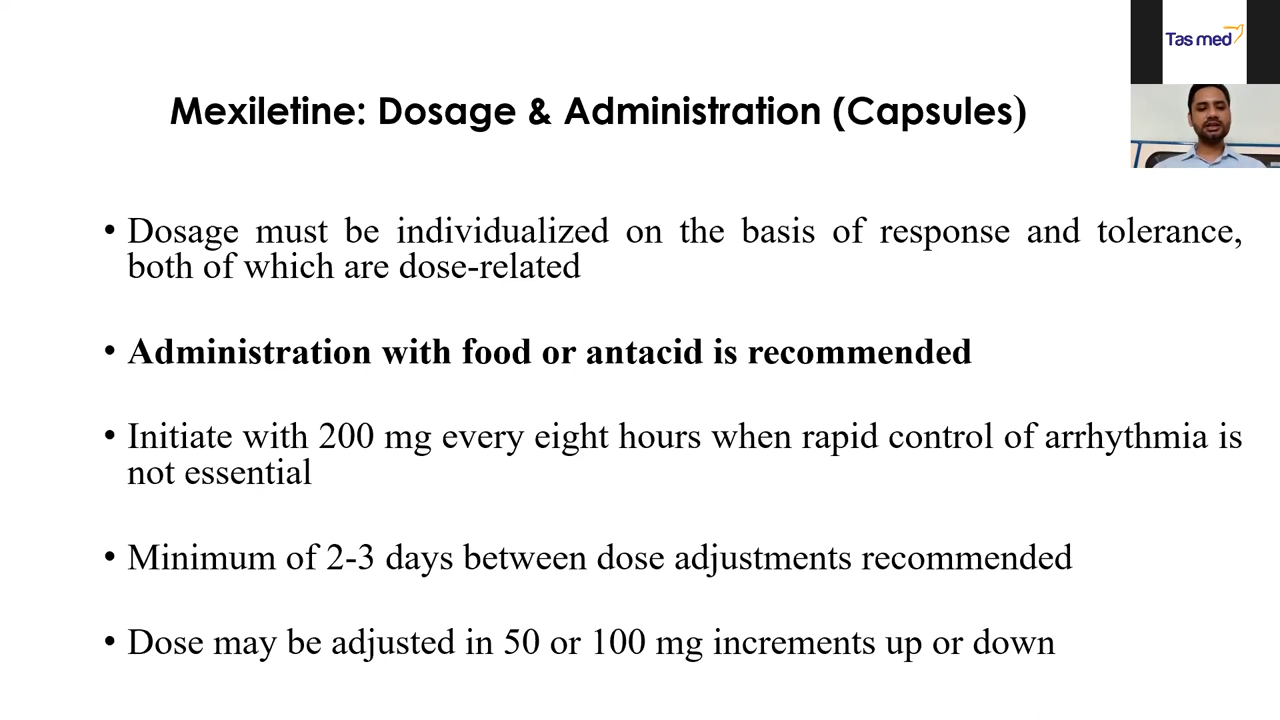 Tas med
Mexiletine: Dosage & Administration (Capsules)
• Dosage must be individualized on the basis of response and tolerance,
both of which are dose-related
• Administration with food or antacid is recommended
• Initiate with 200 mg every eight hours when rapid control of arrhythmia is
not essential
• Minimum of 2-3 days between dose adjustments recommended
• Dose may be adjusted in 50 or 100 mg increments up or down